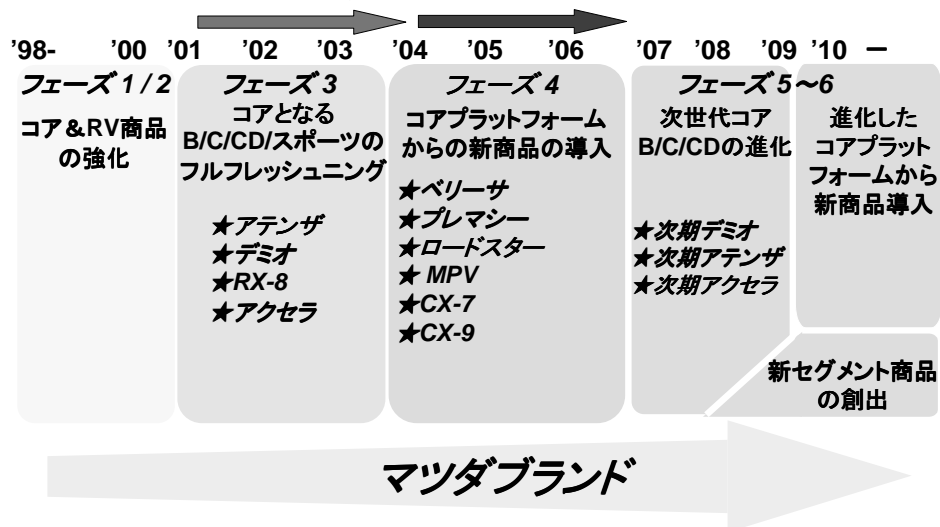 '98- '00 '01 '02 '03 '04 '05 '06 '07 '08 '09 '10 ー
フェーズ 1 / 2
コア＆RV商品
の強化
フェーズ 3
コアとなる
B/C/CD/スポーツの
フルフレッシュニング
★アテンザ
★デミオ
★RX-8
★アクセラ
フェーズ 4
コアプラットフォーム
からの新商品の導入
★ベリーサ
★プレマシー
★ロードスター
★ MPV
★CX-7
★CX-9
フェーズ 5～6
次世代コア
B/C/CDの進化
★次期デミオ
★次期アテンザ
★次期アクセラ
進化した
コアプラット
フォームから
新商品導入
新セグメント商品
の創出
マツダブランド